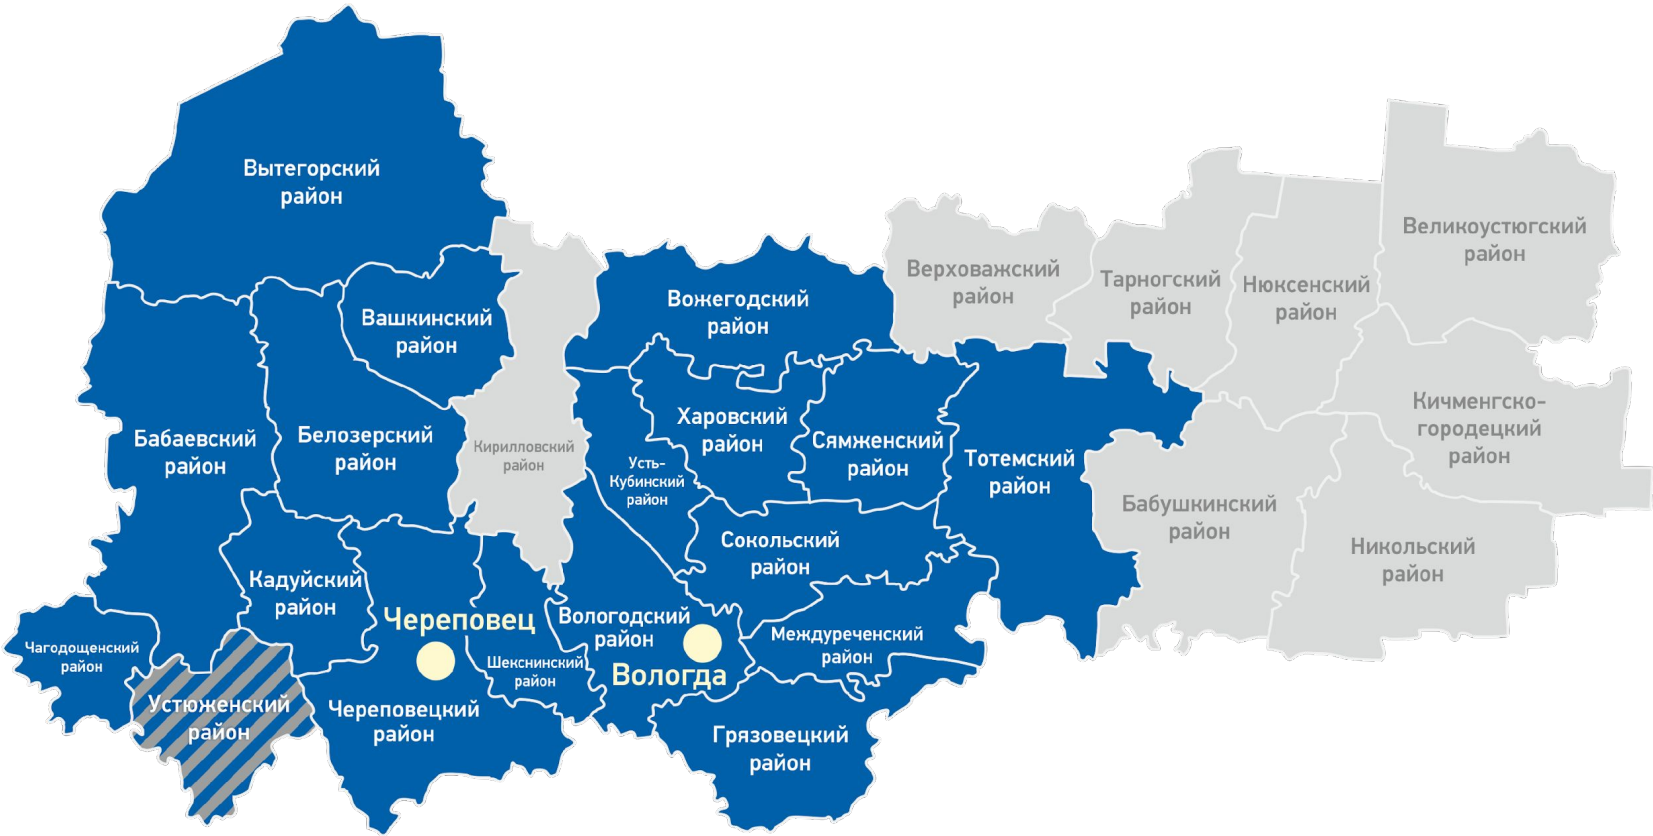 Вытегорский
район
Великоустюгский
район
Верховажский
район
Тарногский
район
Нюксенский
район
Вожегодский
район
Вашкинский
район
Кичменгско-
городецкий
район
Харовский
район
Бабаевский
район
Белозерский
район
Кирилловский
район
Сямженский
район
Тотемский
район
Усть-
Кубинский
район
Бабушкинский
район
Сокольский
район
Никольский
район
Кадуйский
район
Череповец
Вологодский
район
Вологда
Междуреченский
район
Чагодощенский
район
Шекснинский
район
Устюженский
район
Череповецкий
район
Грязовецкий
район